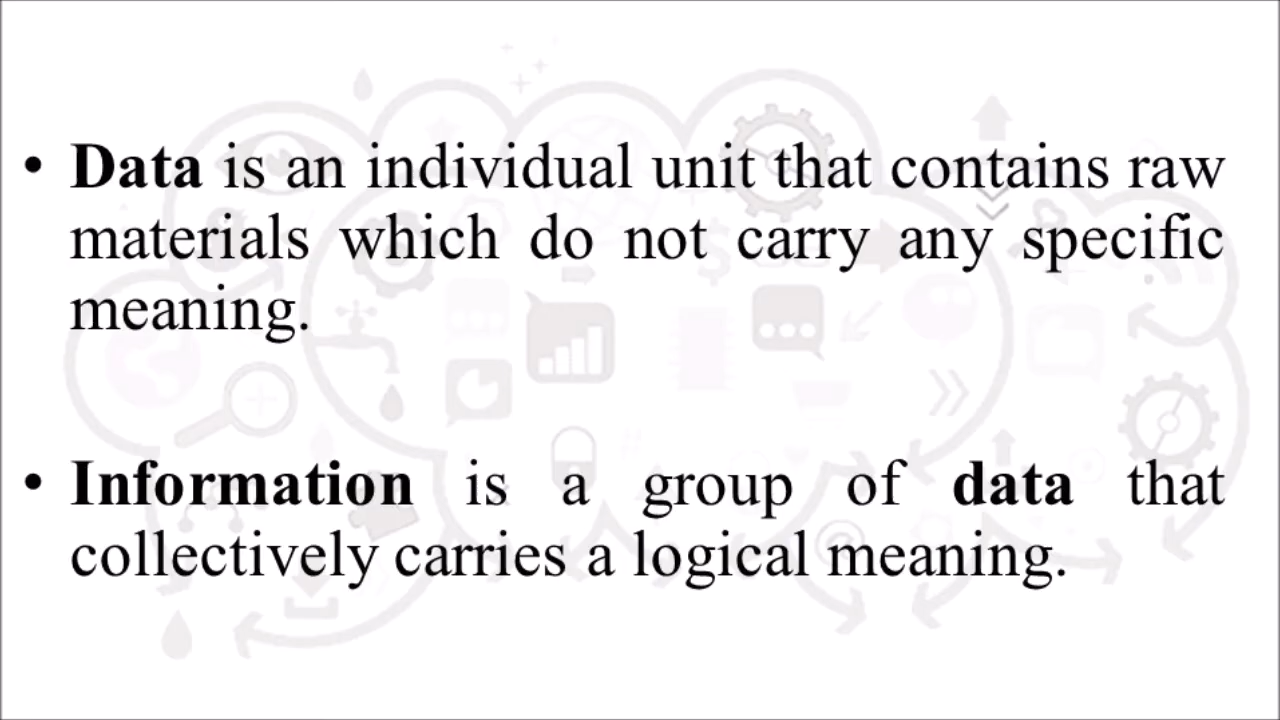 • Data is an individual unit that contains raw
materials which do not carry any specific
meaning.
• Information is a group of data that
collectively carries a logical meaning.